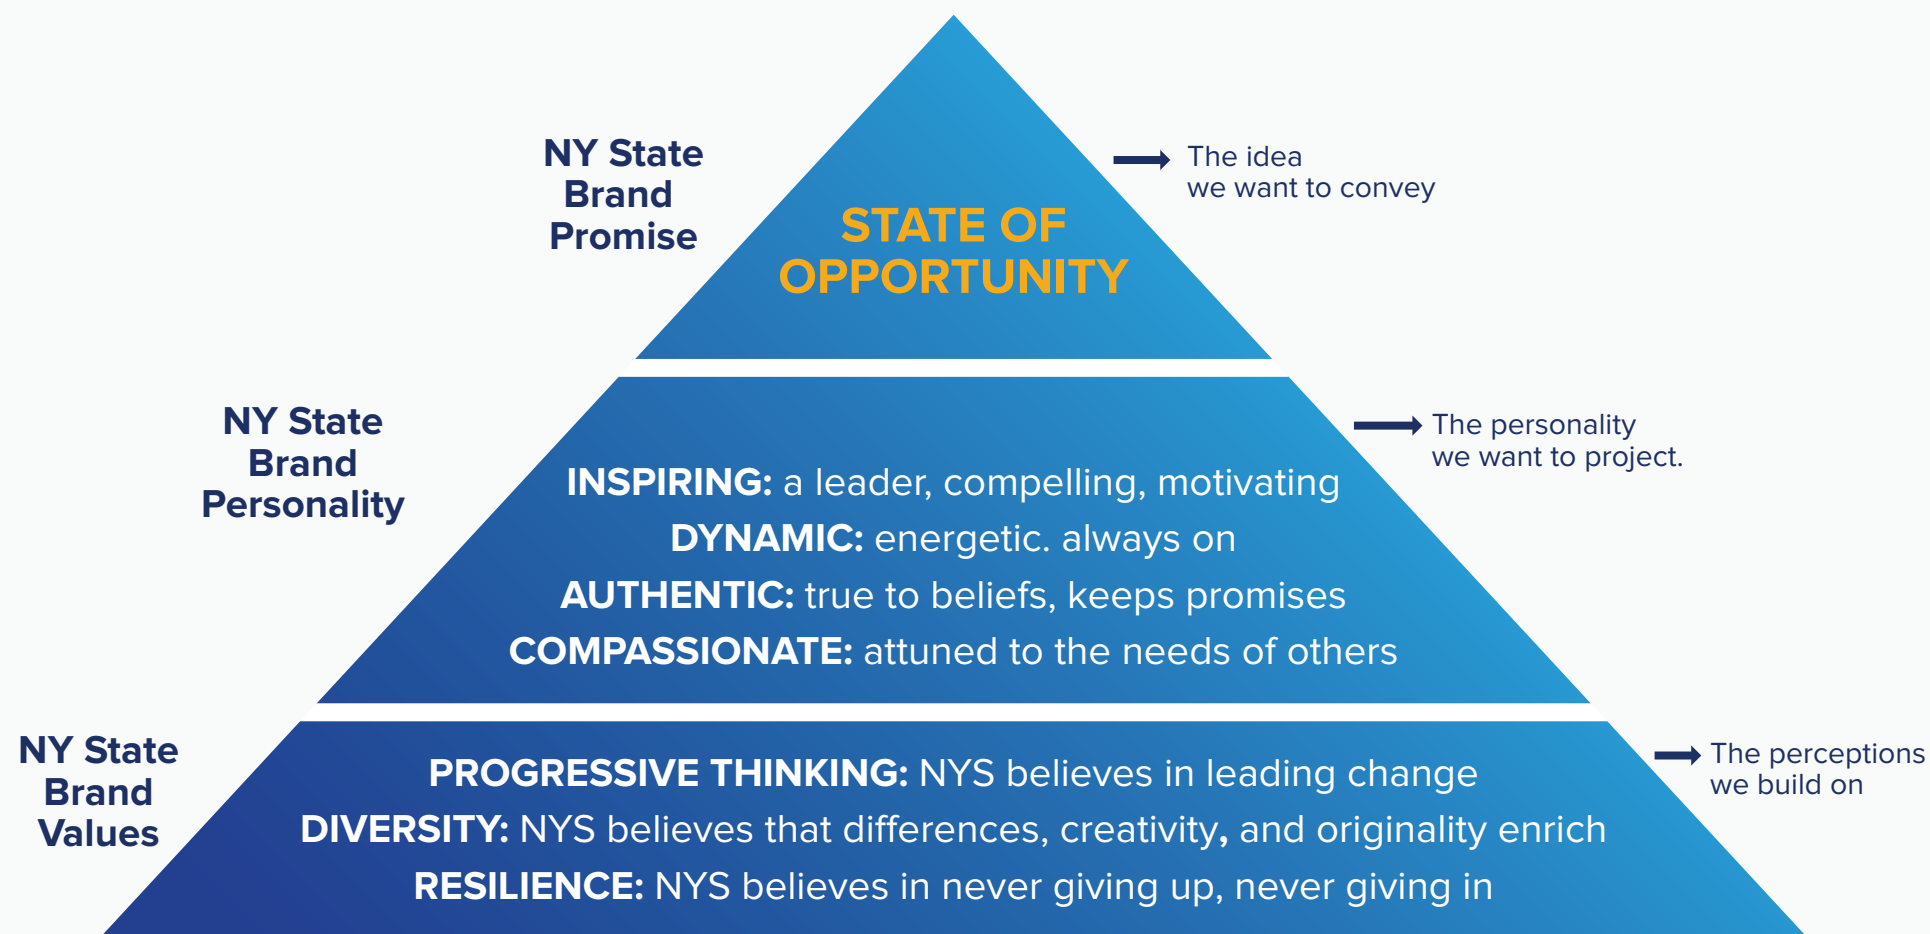 NY State
Brand
Promise
STATE OF
OPPORTUNITY
The idea
we want to convey
NY State
Brand
Personality
INSPIRING: a leader, compelling, motivating
DYNAMIC: energetic. always on
AUTHENTIC: true to beliefs, keeps promises
COMPASSIONATE: attuned to the needs of others
The personality
we want to project.
NY State
Brand
Values
PROGRESSIVE THINKING: NYS believes in leading change
DIVERSITY: NYS believes that differences, creativity, and originality enrich
RESILIENCE: NYS believes in never giving up, never giving in
The perceptions
we build on